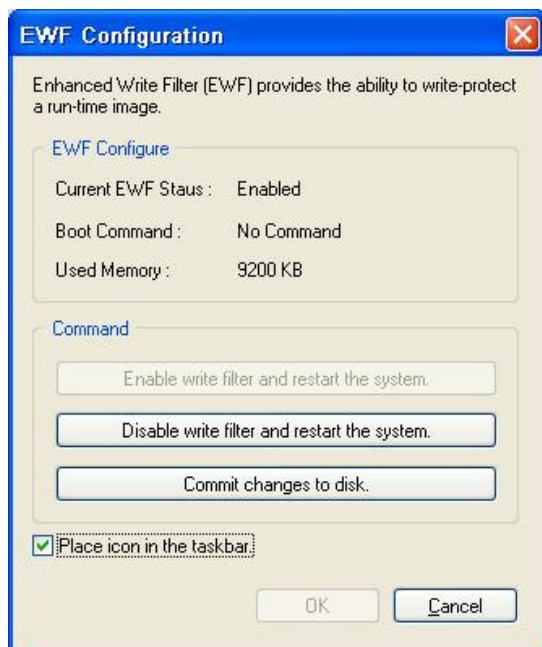 EWF Configuration
Enhanced Write Filter (EWF) provides the ability to write-protect
a run-time image.
EWF Configure
Current EWF Staus : Enabled
Boot Command : No Command
Used Memory : 9200 KB
Command
Enable write filter and restart the system.
Disable write filter and restart the system.
Commit changes to disk.
Place icon in the taskbar.
OK Cancel